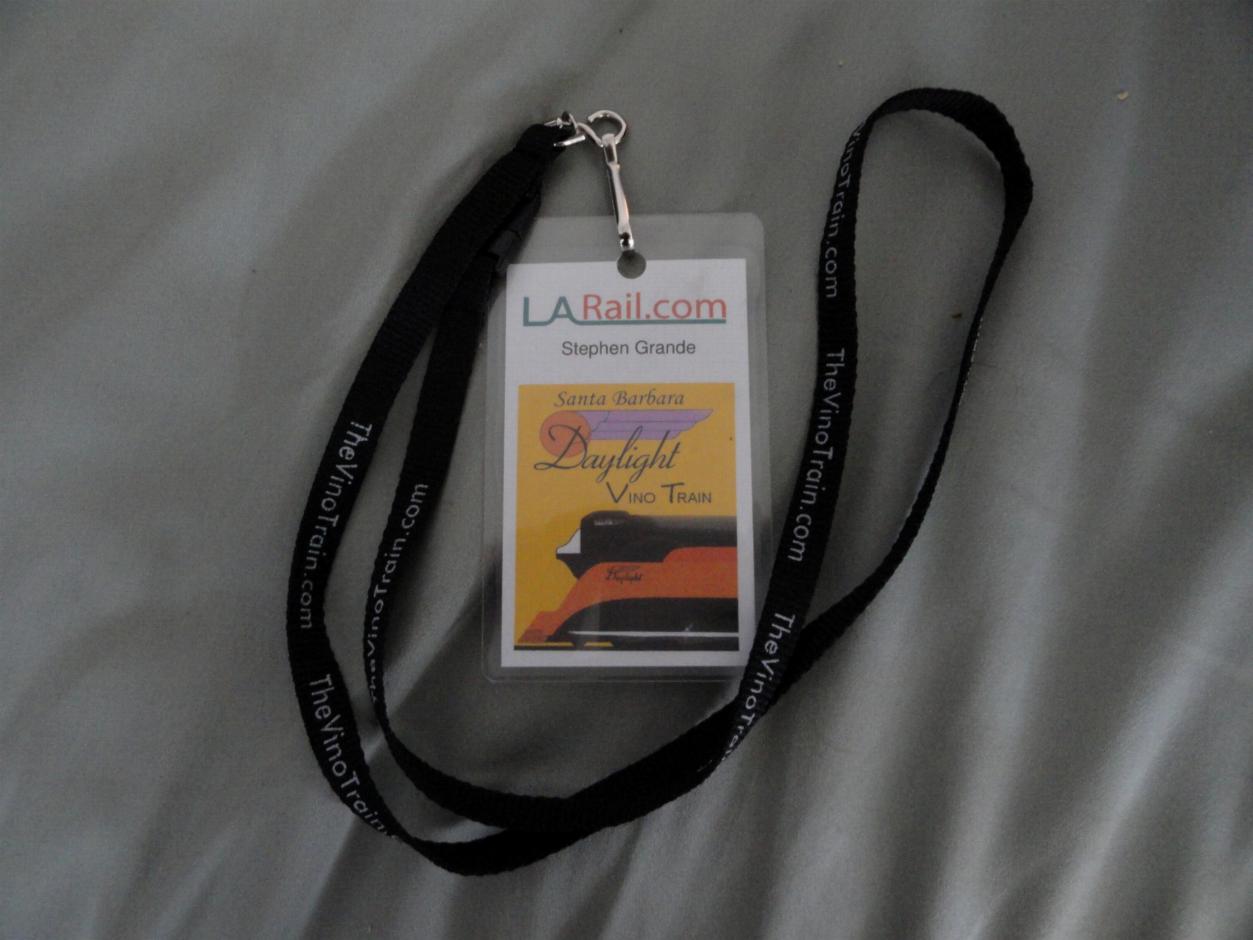 LARail.com
Stephen Grande
Santa Barbara
Daylight
VINO TRAIN
Daylight
TheVinoTrain.com
TheVinoTrain.com
TheVinoTrain.com
VinoTrain.com
TheVinoTrain.com
TheVinoTrain